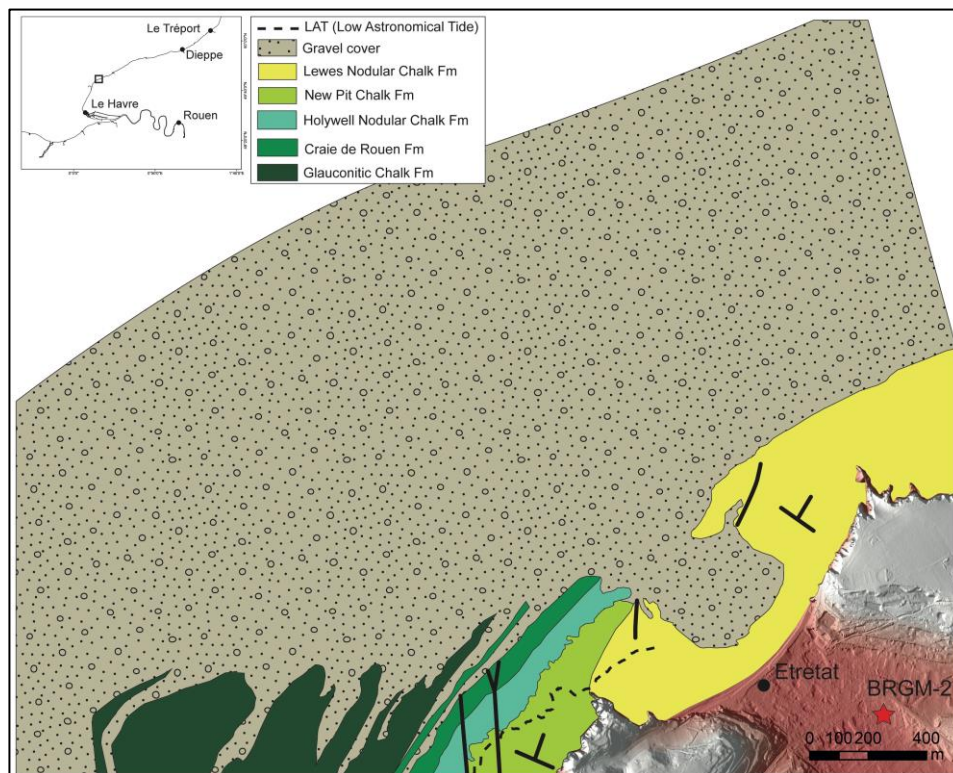 Le Tréport
Dieppe
Le Havre
Rouen
LAT (Low Astronomical Tide)
Gravel cover
Lewes Nodular Chalk Fm
New Pit Chalk Fm
Holywell Nodular Chalk Fm
Craie de Rouen Fm
Glauconitic Chalk Fm
Etretat
BRGM-2
0 100 200 400
m